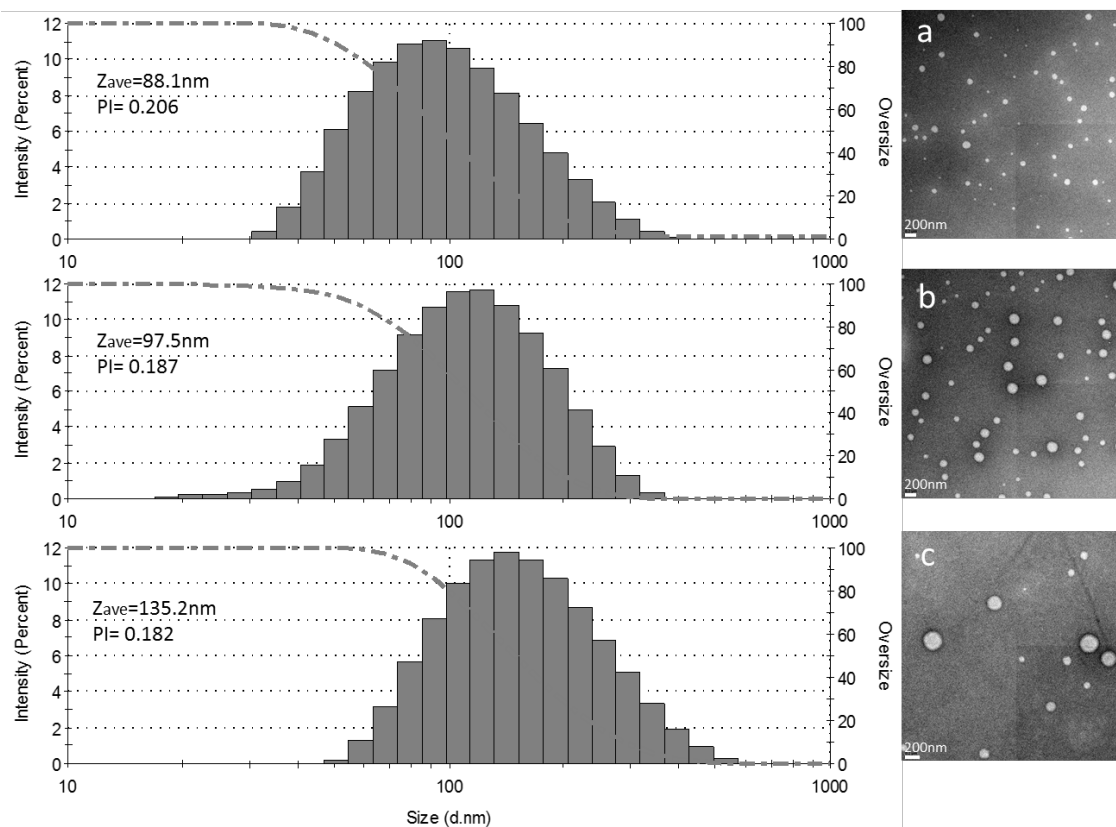 12
10
8
6
4
2
0
Intensity (Percent)
Zave=88.1nm
PI= 0.206
100
80
60
40
20
0
Oversize
10
100
1000
a
200nm
12
10
8
6
4
2
0
Intensity (Percent)
Zave=97.5nm
PI= 0.187
100
80
60
40
20
0
Oversize
10
100
1000
b
200nm
12
10
8
6
4
2
0
Intensity (Percent)
Zave=135.2nm
PI= 0.182
100
80
60
40
20
0
Oversize
10
100
1000
Size (d.nm)
c
200nm